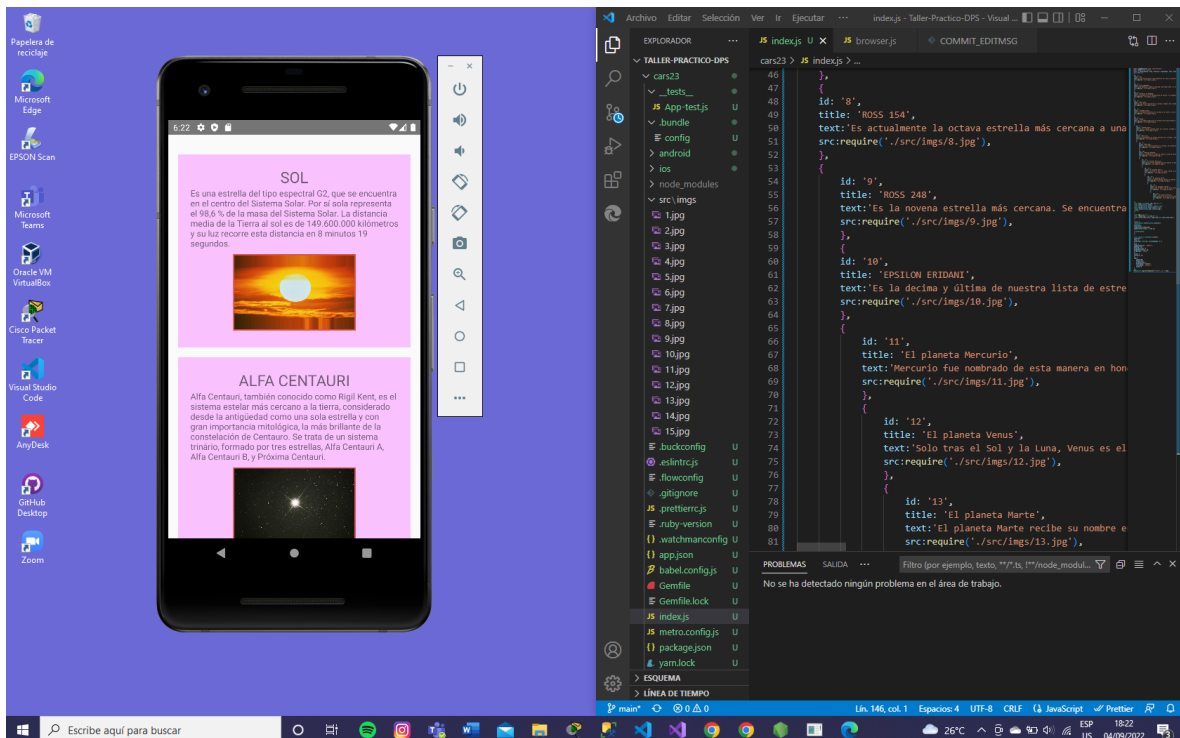 Papelera de
reciclaje
Microsoft
Edge
EPSON Scan
Microsoft
Teams
Oracle VM
VirtualBox
Cisco Packet
Tracer
Visual Studio
Code
AnyDesk
GitHub
Desktop
Zoom
6:22
SOL
Es una estrella del tipo espectral G2, que se encuentra
en el centro del Sistema Solar. Por sí sola representa
el 98,6 % de la masa del Sistema Solar. La distancia
media de la Tierra al sol es de 149.600.000 kilómetros
y su luz recorre esta distancia en 8 minutos 19
segundos.
ALFA CENTAURI
Alfa Centauri, también conocido como Rigil Kent, es el
sistema estelar más cercano a la tierra, considerado
desde la antigüedad como una sola estrella y con
gran importancia mitológica, la más brillante de la
constelación de Centauro. Se trata de un sistema
trinário, formado por tres estrellas, Alfa Centauri A,
Alfa Centauri B, y Próxima Centauri.
Archivo Editar Selección Ver Ir Ejecutar ··· index.js - Taller-Practico-DPS - Visual ...
EXPLORADOR ···
TALLER-PRACTICO-DPS
cars23
__tests__
JS App-test.js U
.bundle
config U
android
ios
node_modules
src\imgs
1.jpg
2.jpg
3.jpg
4.jpg
5.jpg
6.jpg
7.jpg
8.jpg
9.jpg
10.jpg
11.jpg
12.jpg
13.jpg
14.jpg
15.jpg
.buckconfig U
.eslintrc.js U
.flowconfig U
.gitignore U
JS .prettierrc.js U
.ruby-version U
{} .watchmanconfig U
{} app.json U
babel.config.js U
Gemfile U
Gemfile.lock U
JS index.js U
JS metro.config.js U
{} package.json U
yarn.lock U
ESQUEMA
LÍNEA DE TIEMPO
JS index.js U JS browser.js COMMIT_EDITMSG
cars23 > JS index.js > ...
46 },
47 {
48 id: '8',
49 title: 'ROSS 154',
50 text:'Es actualmente la octava estrella más cercana a una
51 src:require('./src/imgs/8.jpg'),
52 },
53 {
54 id: '9',
55 title: 'ROSS 248',
56 text:'Es la novena estrella más cercana. Se encuentra
57 src:require('./src/imgs/9.jpg'),
58 },
59 {
60 id: '10',
61 title: 'EPSILON ERIDANI',
62 text:'Es la decima y última de nuestra lista de estre
63 src:require('./src/imgs/10.jpg'),
64 },
65 {
66 id: '11',
67 title: 'El planeta Mercurio',
68 text:'Mercurio fue nombrado de esta manera en hon
69 src:require('./src/imgs/11.jpg'),
70 },
71 {
72 id: '12',
73 title: 'El planeta Venus',
74 text:'Solo tras el Sol y la Luna, Venus es el
75 src:require('./src/imgs/12.jpg'),
76 },
77 {
78 id: '13',
79 title: 'El planeta Marte',
80 text:'El planeta Marte recibe su nombre e
81 src:require('./src/imgs/13.jpg'),
PROBLEMAS SALIDA ··· Filtro (por ejemplo, texto, **/*.ts, !**/node_modul...
No se ha detectado ningún problema en el área de trabajo.
main* 0 0 Lín. 146, col. 1 Espacios: 4 UTF-8 CRLF JavaScript Prettier
Escribe aquí para buscar
26°C
ESP
US
18:22
04/09/2022